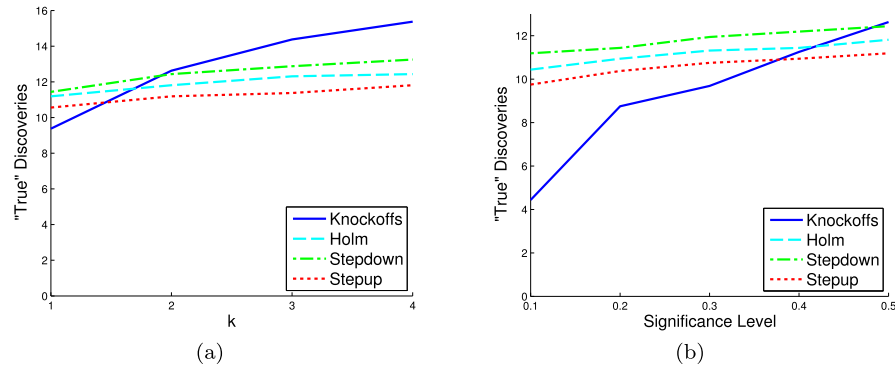 16
14
12
10
8
6
4
2
0
"True" Discoveries
1 2 3 4
k
Knockoffs
Holm
Stepdown
Stepup
(a)
12
10
8
6
4
2
0
"True" Discoveries
0.1 0.2 0.3 0.4 0.5
Significance Level
Knockoffs
Holm
Stepdown
Stepup
(b)